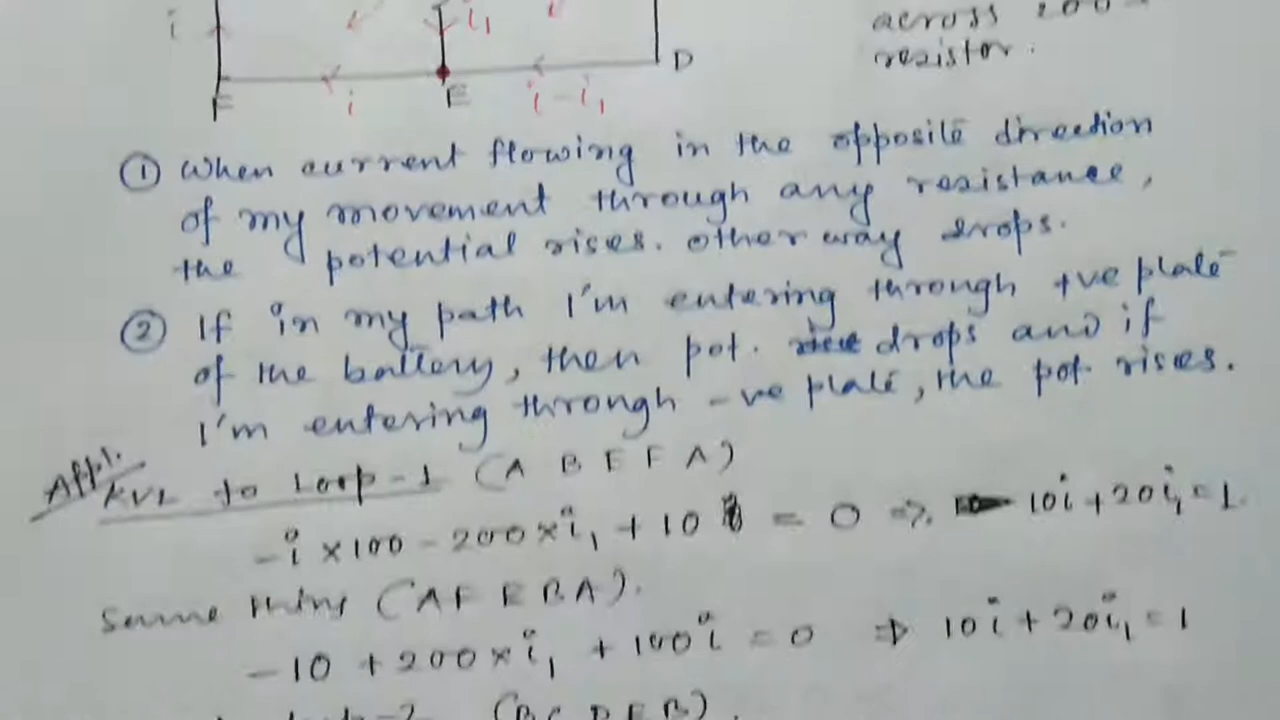 across 200
i
i₁
resistor.
D
F
i
E
i-i₁
① When current flowing in the opposite direction
of my movement through any resistance,
the potential rises. other way drops.
② If in my path I'm entering through +ve plate
of the battery, then pot. drops and if
I'm entering through -ve plate, the pot. rises.
Appl.
KVL to Loop-1 (A B E F A)
-i × 100 - 200 × i₁ + 10 = 0 ⇒ 10i + 20i₁ = 1
Same thing (AFEBA).
-10 + 200 × i₁ + 100i = 0 ⇒ 10i + 20i₁ = 1
(BCDEB).